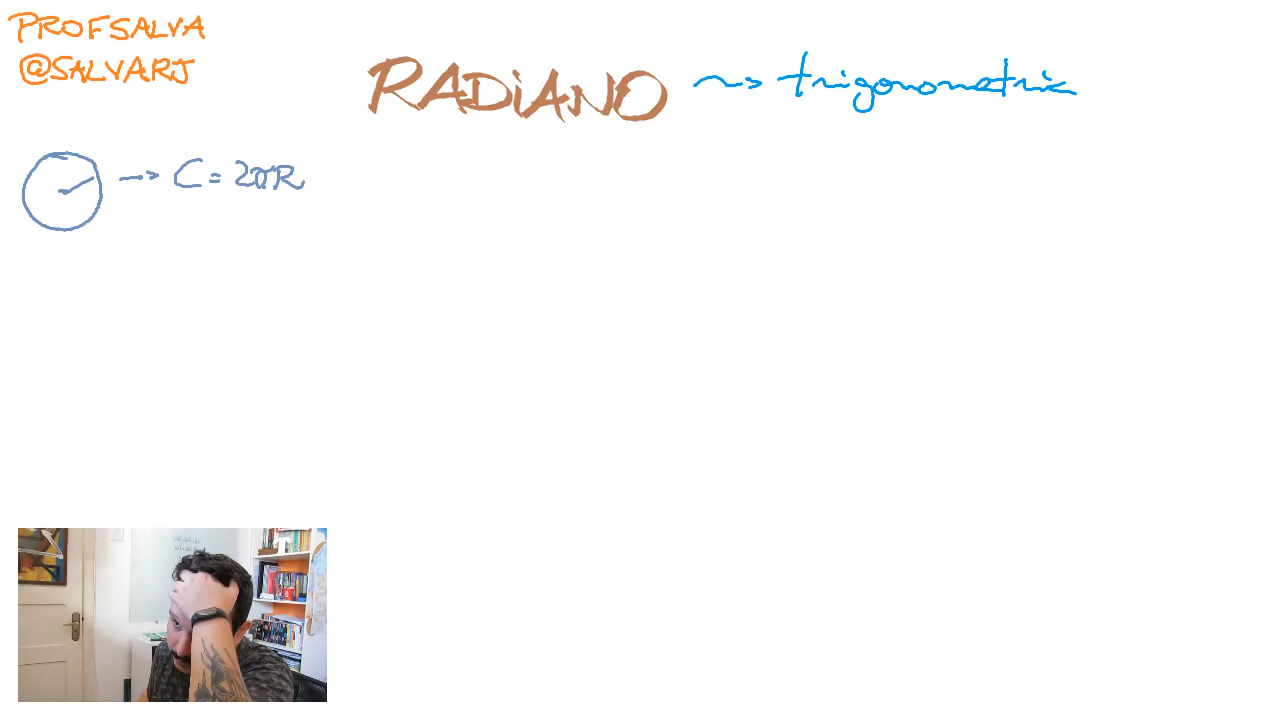 PROFSALVA
@SALVARJ
RADIANO ~> trigonometria
→ C = 2πR